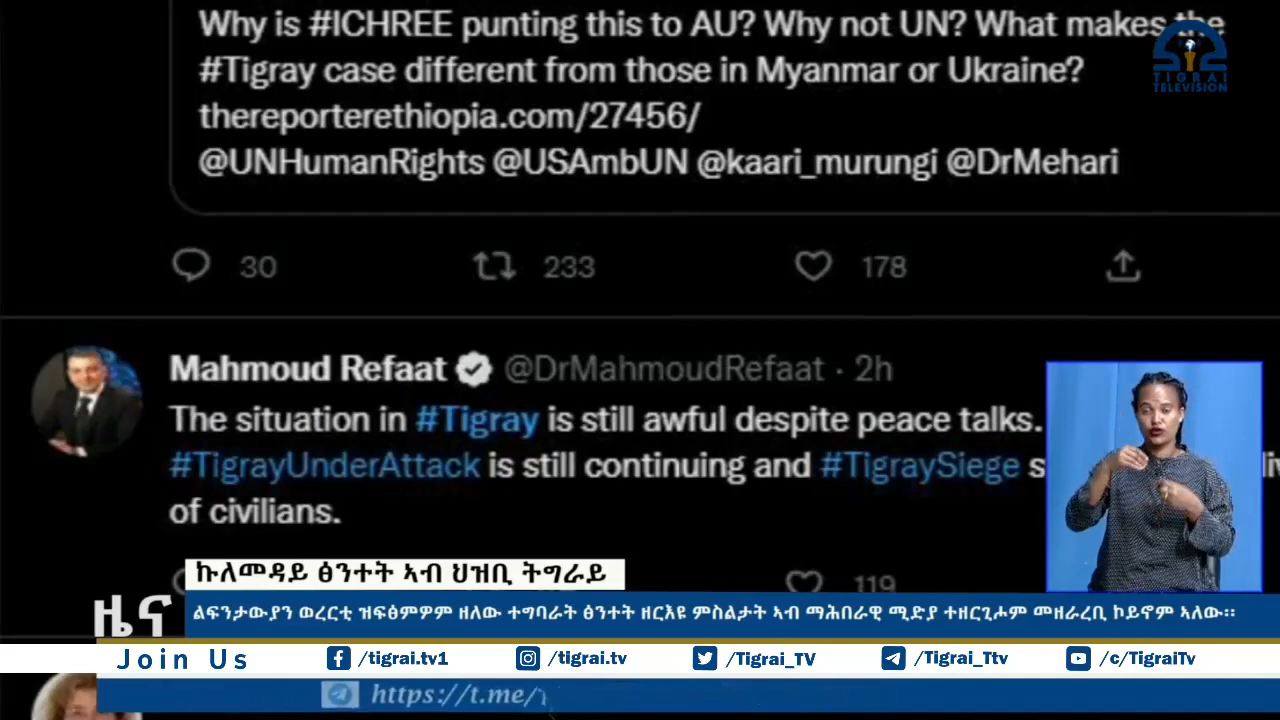 Why is #ICHREE punting this to AU? Why not UN? What makes the
#Tigray case different from those in Myanmar or Ukraine?
thereporterethiopia.com/27456/
@UNHumanRights @USAmbUN @kaari_murungi @DrMehari
TIGRAI
TELEVISION
30 233 178
Mahmoud Refaat @DrMahmoudRefaat · 2h
The situation in #Tigray is still awful despite peace talks.
#TigrayUnderAttack is still continuing and #TigraySiege
of civilians.
119
ኩለመዳይ ፅንተት ኣብ ህዝቢ ትግራይ
ዜና
ልፍንታውያን ወረርቲ ዝፍፅምዎም ዘለው ተግባራት ፅንተት ዘርእዩ ምስልታት ኣብ ማሕበራዊ ሚድያ ተዘርጊሖም መዘራረቢ ኮይኖም ኣለው።
Join Us /tigrai.tv1 /tigrai.tv /Tigrai_TV /Tigrai_Ttv /c/TigraiTv
https://t.me/